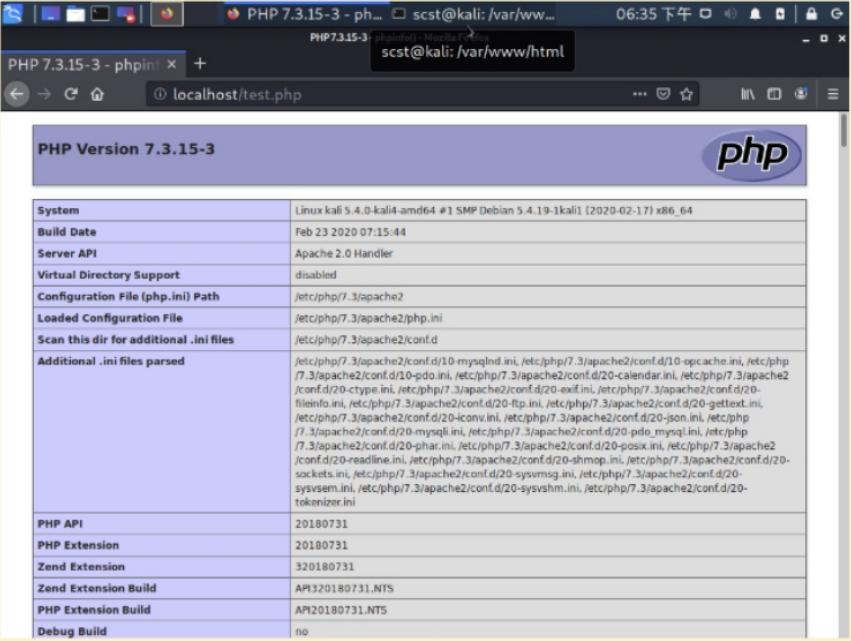 PHP 7.3.15-3 - ph... scst@kali: /var/ww... 06:35 下午
PHP 7.3.15-3 - phpinfo() - Mozilla Firefox
scst@kali: /var/www/html
PHP 7.3.15-3 - phpinf × +
localhost/test.php
PHP Version 7.3.15-3
php
System Linux kali 5.4.0-kali4-amd64 #1 SMP Debian 5.4.19-1kali1 (2020-02-17) x86_64
Build Date Feb 23 2020 07:15:44
Server API Apache 2.0 Handler
Virtual Directory Support disabled
Configuration File (php.ini) Path /etc/php/7.3/apache2
Loaded Configuration File /etc/php/7.3/apache2/php.ini
Scan this dir for additional .ini files /etc/php/7.3/apache2/conf.d
Additional .ini files parsed /etc/php/7.3/apache2/conf.d/10-mysqlnd.ini, /etc/php/7.3/apache2/conf.d/10-opcache.ini, /etc/php
/7.3/apache2/conf.d/10-pdo.ini, /etc/php/7.3/apache2/conf.d/20-calendar.ini, /etc/php/7.3/apache2
/conf.d/20-ctype.ini, /etc/php/7.3/apache2/conf.d/20-exif.ini, /etc/php/7.3/apache2/conf.d/20-
fileinfo.ini, /etc/php/7.3/apache2/conf.d/20-ftp.ini, /etc/php/7.3/apache2/conf.d/20-gettext.ini,
/etc/php/7.3/apache2/conf.d/20-iconv.ini, /etc/php/7.3/apache2/conf.d/20-json.ini, /etc/php
/7.3/apache2/conf.d/20-mysqli.ini, /etc/php/7.3/apache2/conf.d/20-pdo_mysql.ini, /etc/php
/7.3/apache2/conf.d/20-phar.ini, /etc/php/7.3/apache2/conf.d/20-posix.ini, /etc/php/7.3/apache2
/conf.d/20-readline.ini, /etc/php/7.3/apache2/conf.d/20-shmop.ini, /etc/php/7.3/apache2/conf.d/20-
sockets.ini, /etc/php/7.3/apache2/conf.d/20-sysvmsg.ini, /etc/php/7.3/apache2/conf.d/20-
sysvsem.ini, /etc/php/7.3/apache2/conf.d/20-sysvshm.ini, /etc/php/7.3/apache2/conf.d/20-
tokenizer.ini
PHP API 20180731
PHP Extension 20180731
Zend Extension 320180731
Zend Extension Build API320180731,NTS
PHP Extension Build API20180731,NTS
Debug Build no